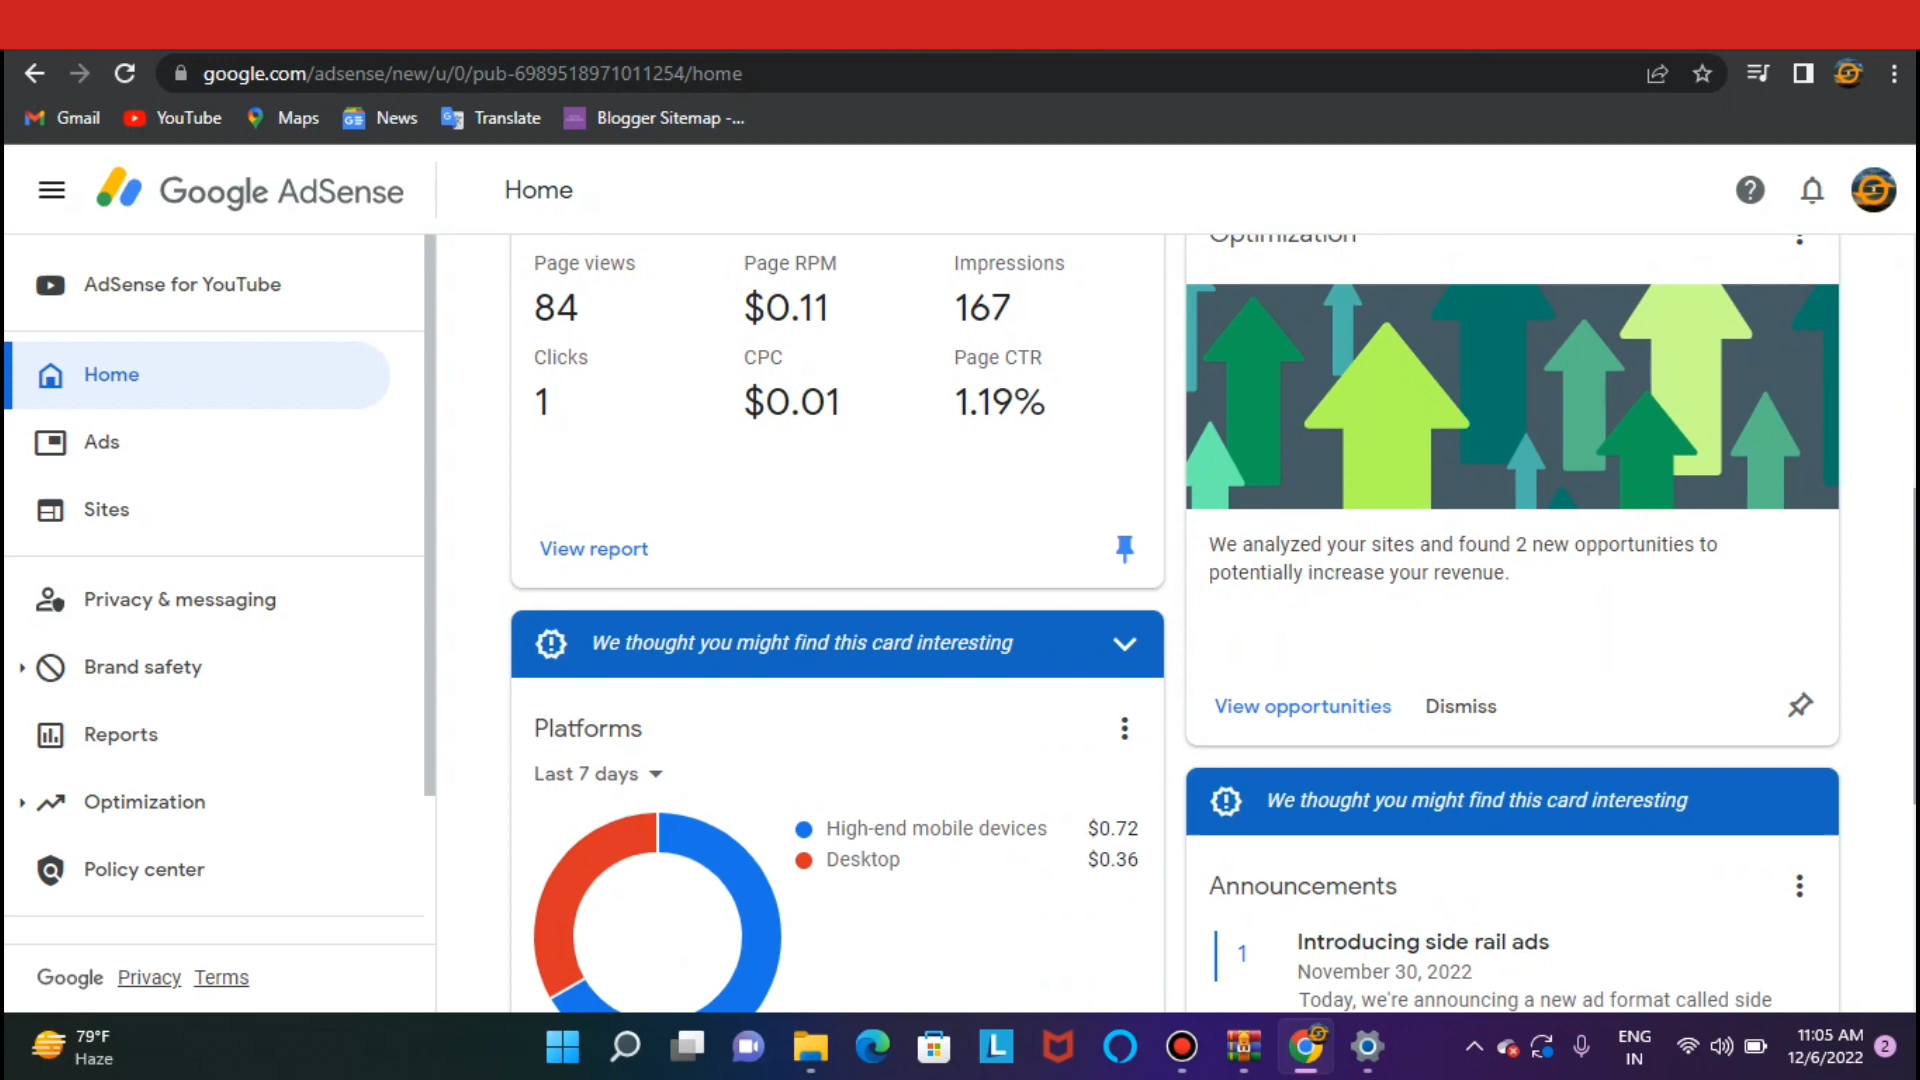 google.com/adsense/new/u/0/pub-6989518971011254/home
Gmail
YouTube
Maps
News
Translate
Blogger Sitemap -...
Google AdSense
Home
AdSense for YouTube
Home
Ads
Sites
Privacy & messaging
Brand safety
Reports
Optimization
Policy center
Google Privacy Terms
Page views Page RPM Impressions
84 $0.11 167
Clicks CPC Page CTR
1 $0.01 1.19%
View report
We thought you might find this card interesting
Platforms
Last 7 days
High-end mobile devices $0.72
Desktop $0.36
Optimization
We analyzed your sites and found 2 new opportunities to
potentially increase your revenue.
View opportunities Dismiss
We thought you might find this card interesting
Announcements
1
Introducing side rail ads
November 30, 2022
Today, we're announcing a new ad format called side
79°F
Haze
L
ENG
IN
11:05 AM
12/6/2022
2